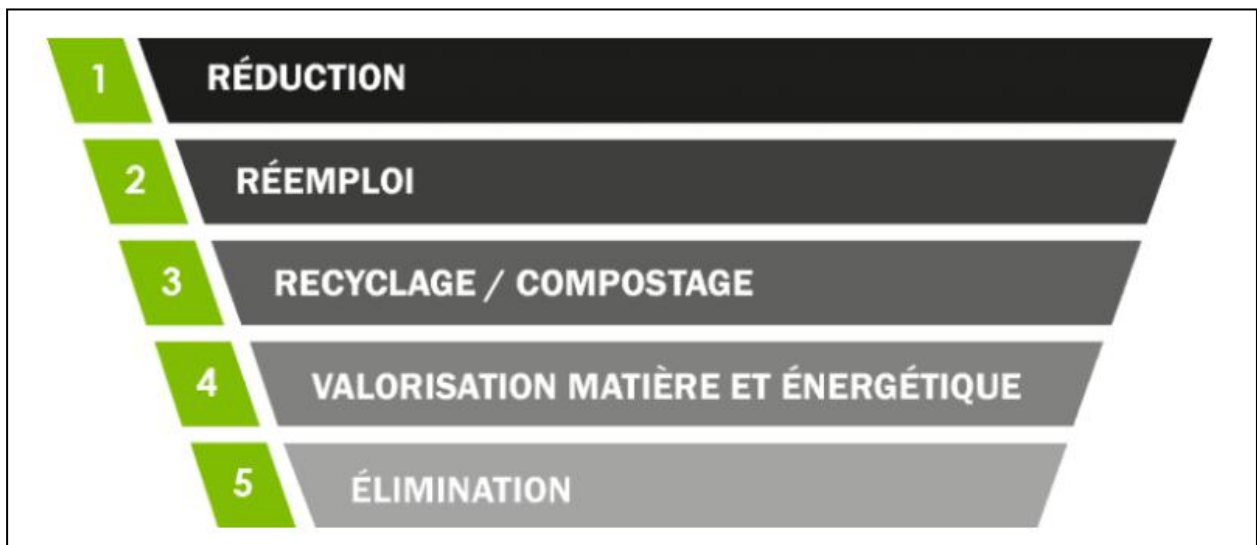 1 RÉDUCTION
2 RÉEMPLOI
3 RECYCLAGE / COMPOSTAGE
4 VALORISATION MATIÈRE ET ÉNERGÉTIQUE
5 ÉLIMINATION